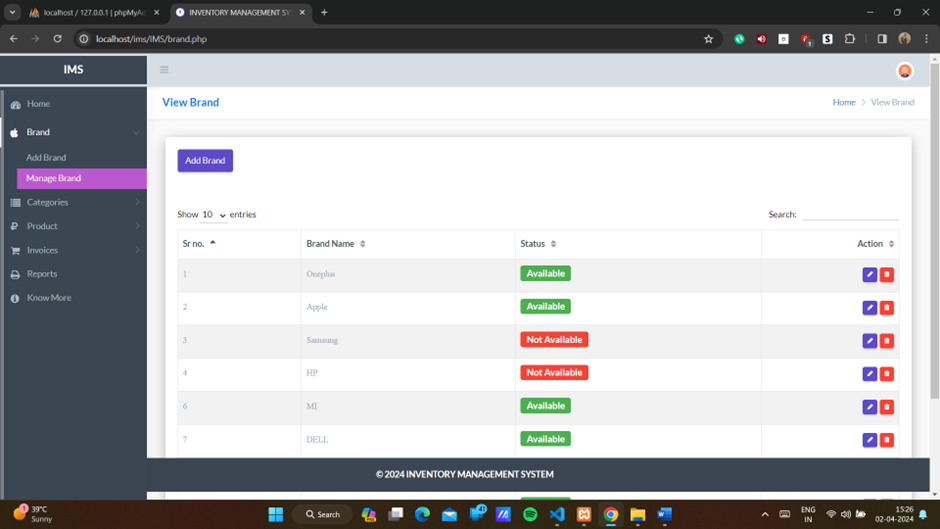 localhost / 127.0.0.1 | phpMyAd
INVENTORY MANAGEMENT SYS
localhost/ims/IMS/brand.php
IMS
Home
Brand
Add Brand
Manage Brand
Categories
Product
Invoices
Reports
Know More
View Brand
Home > View Brand
Add Brand
Show 10 entries
Search:
Sr no. Brand Name Status Action
1 Oneplus Available
2 Apple Available
3 Samsung Not Available
4 HP Not Available
6 MI Available
7 DELL Available
© 2024 INVENTORY MANAGEMENT SYSTEM
39°C
Sunny
Search
ENG
IN
15:26
02-04-2024